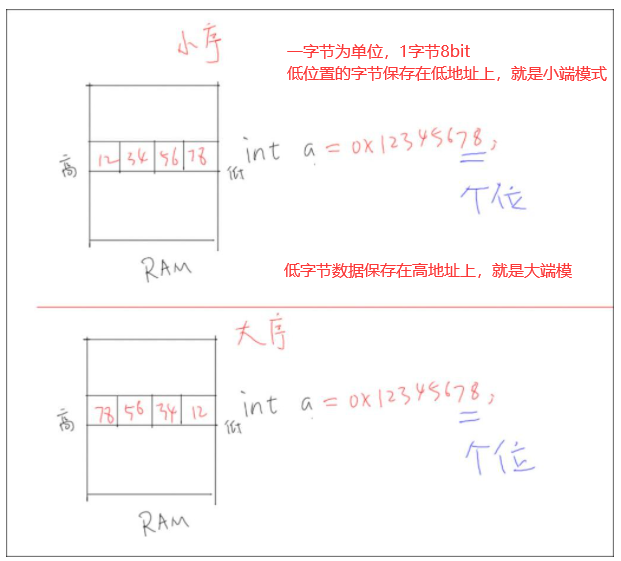 小序
一字节为单位，1字节8bit
低位置的字节保存在低地址上，就是小端模式
高 12 34 56 78 低 int a = 0x12345678;
个位
RAM
低字节数据保存在高地址上，就是大端模
大序
高 78 56 34 12 低 int a = 0x12345678;
个位
RAM